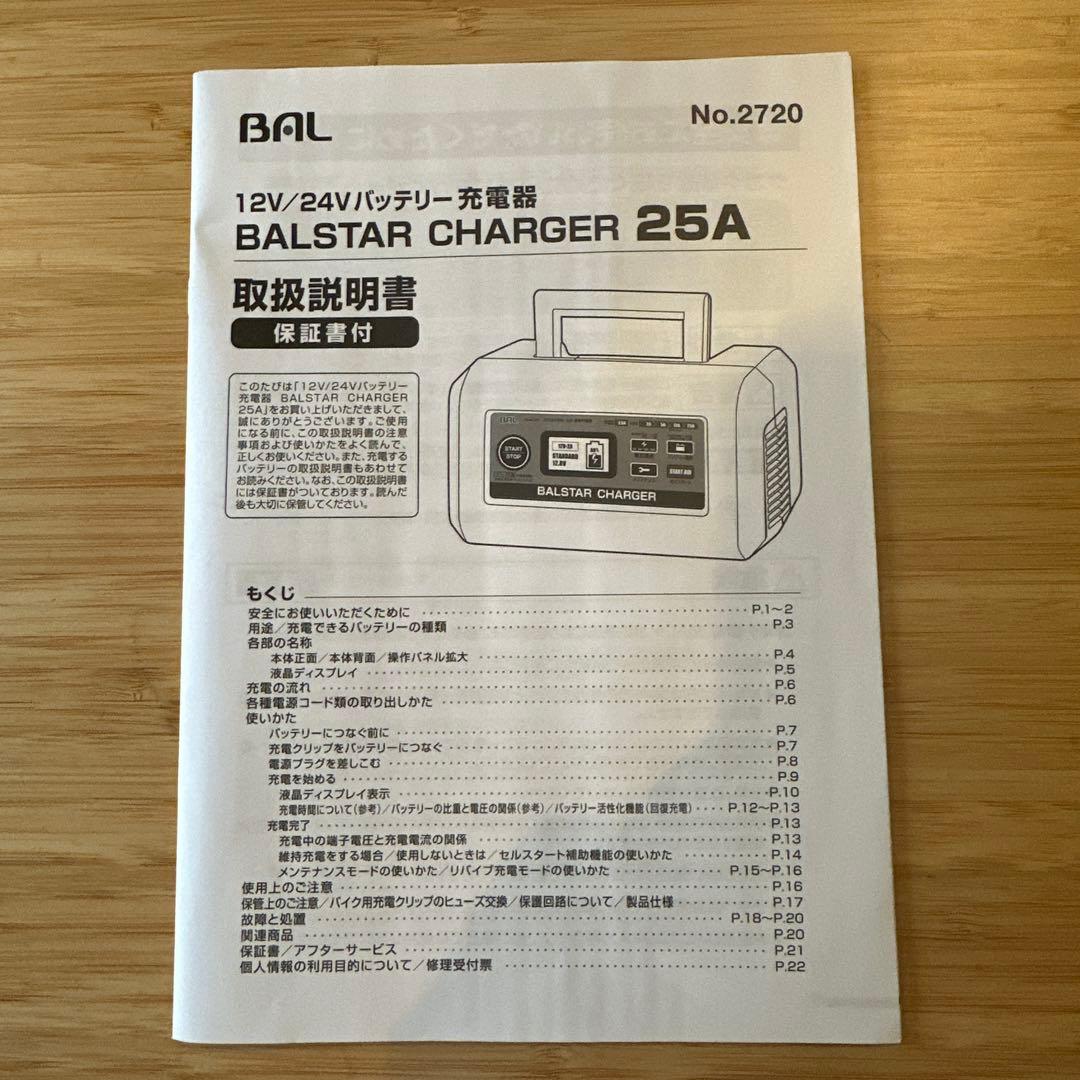 BAL
No.2720
12V/24Vバッテリー充電器
BALSTAR CHARGER 25A
取扱説明書
保証書付
このたびは「12V/24Vバッテリー
充電器 BALSTAR CHARGER
25A」をお買い上げいただきまして、
誠にありがとうございます。ご使用
になる前に、この取扱説明書の注意
事項および使いかたをよく読んで、
正しくお使いください。また、充電する
バッテリーの取扱説明書もあわせて
お読みください。なお、この取扱説明書
には保証書がついております。読んだ
後も大切に保管してください。
BAL
START
STOP
12V-2A
STANDARD
12.8V
START AID
BALSTAR CHARGER
もくじ
安全にお使いいただくために P.1〜2
用途/充電できるバッテリーの種類 P.3
各部の名称
本体正面/本体背面/操作パネル拡大 P.4
液晶ディスプレイ P.5
充電の流れ P.6
各種電源コード類の取り出しかた P.6
使いかた
バッテリーにつなぐ前に P.7
充電クリップをバッテリーにつなぐ P.7
電源プラグを差しこむ P.8
充電を始める P.9
液晶ディスプレイ表示 P.10
充電時間について(参考)/バッテリーの比重と電圧の関係(参考)/バッテリー活性化機能(回復充電) P.12〜P.13
充電完了 P.13
充電中の端子電圧と充電電流の関係 P.13
維持充電をする場合/使用しないときは/セルスタート補助機能の使いかた P.14
メンテナンスモードの使いかた/リバイブ充電モードの使いかた P.15〜P.16
使用上のご注意 P.16
保管上のご注意/バイク用充電クリップのヒューズ交換/保護回路について/製品仕様 P.17
故障と処置 P.18〜P.20
関連商品 P.20
保証書/アフターサービス P.21
個人情報の利用目的について/修理受付票 P.22